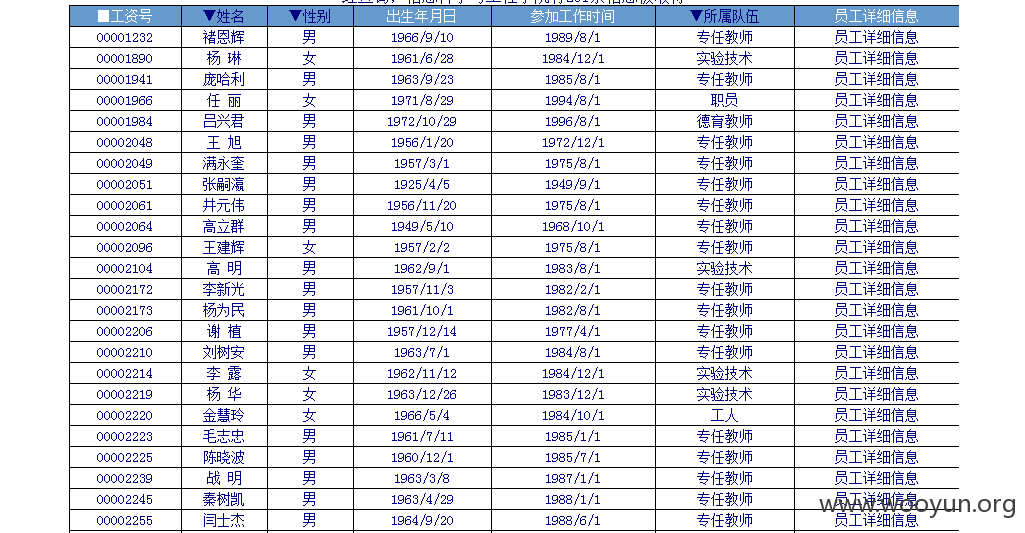 ■工资号 ▼姓名 ▼性别 出生年月日 参加工作时间 ▼所属队伍 员工详细信息
00001232 褚恩辉 男 1966/9/10 1989/8/1 专任教师 员工详细信息
00001890 杨 琳 女 1961/6/28 1984/12/1 实验技术 员工详细信息
00001941 庞哈利 男 1963/9/23 1985/8/1 专任教师 员工详细信息
00001966 任 丽 女 1971/8/29 1994/8/1 职员 员工详细信息
00001984 吕兴君 男 1972/10/29 1996/8/1 德育教师 员工详细信息
00002048 王 旭 男 1956/1/20 1972/12/1 专任教师 员工详细信息
00002049 满永奎 男 1957/3/1 1975/8/1 专任教师 员工详细信息
00002051 张嗣瀛 男 1925/4/5 1949/9/1 专任教师 员工详细信息
00002061 井元伟 男 1956/11/20 1975/8/1 专任教师 员工详细信息
00002064 高立群 男 1949/5/10 1968/10/1 专任教师 员工详细信息
00002096 王建辉 女 1957/2/2 1975/8/1 专任教师 员工详细信息
00002104 高 明 男 1962/9/1 1983/8/1 实验技术 员工详细信息
00002172 李新光 男 1957/11/3 1982/2/1 专任教师 员工详细信息
00002173 杨为民 男 1961/10/1 1982/8/1 专任教师 员工详细信息
00002206 谢 植 男 1957/12/14 1977/4/1 专任教师 员工详细信息
00002210 刘树安 男 1963/7/1 1984/8/1 专任教师 员工详细信息
00002214 李 露 女 1962/11/12 1984/12/1 实验技术 员工详细信息
00002219 杨 华 女 1963/12/26 1983/12/1 实验技术 员工详细信息
00002220 金慧玲 女 1966/5/4 1984/10/1 工人 员工详细信息
00002223 毛志忠 男 1961/7/11 1985/1/1 专任教师 员工详细信息
00002225 陈晓波 男 1960/12/1 1985/7/1 专任教师 员工详细信息
00002239 战 明 男 1963/3/8 1987/1/1 专任教师 员工详细信息
00002245 秦树凯 男 1963/4/29 1988/1/1 专任教师 员工详细信息
www.wooyun.org
00002255 闫士杰 男 1964/9/20 1988/6/1 专任教师 员工详细信息